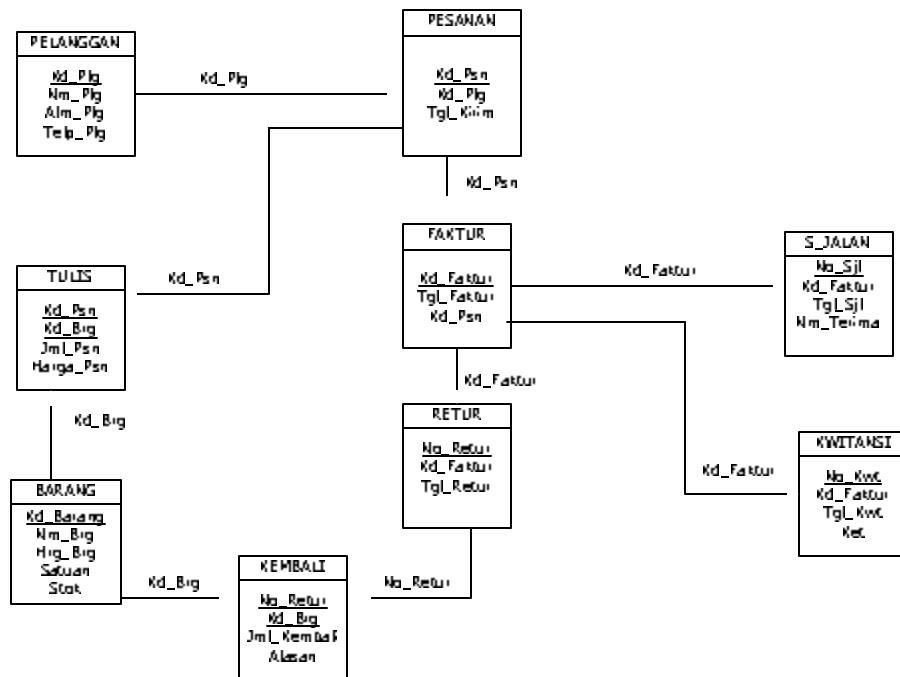 PELANGGAN
Kd_Plg
Nm_Plg
Alm_Plg
Telp_Plg
Kd_Plg
PESANAN
Kd_Psn
Kd_Plg
Tgl_Kirim
Kd_Psn
Kd_Psn
TULIS
Kd_Psn
Kd_Brg
Jml_Psn
Harga_Psn
FAKTUR
Kd_Faktur
Tgl_Faktur
Kd_Psn
Kd_Faktur
S_JALAN
No_Sjl
Kd_Faktur
Tgl_Sjl
Nm_Terima
Kd_Faktur
Kd_Brg
RETUR
No_Retur
Kd_Faktur
Tgl_Retur
Kd_Faktur
KWITANSI
No_Kwt
Kd_Faktur
Tgl_Kwt
Ket
BARANG
Kd_Barang
Nm_Brg
Hrg_Brg
Satuan
Stok
Kd_Brg
KEMBALI
No_Retur
Kd_Brg
Jml_Kembali
Alasan
No_Retur